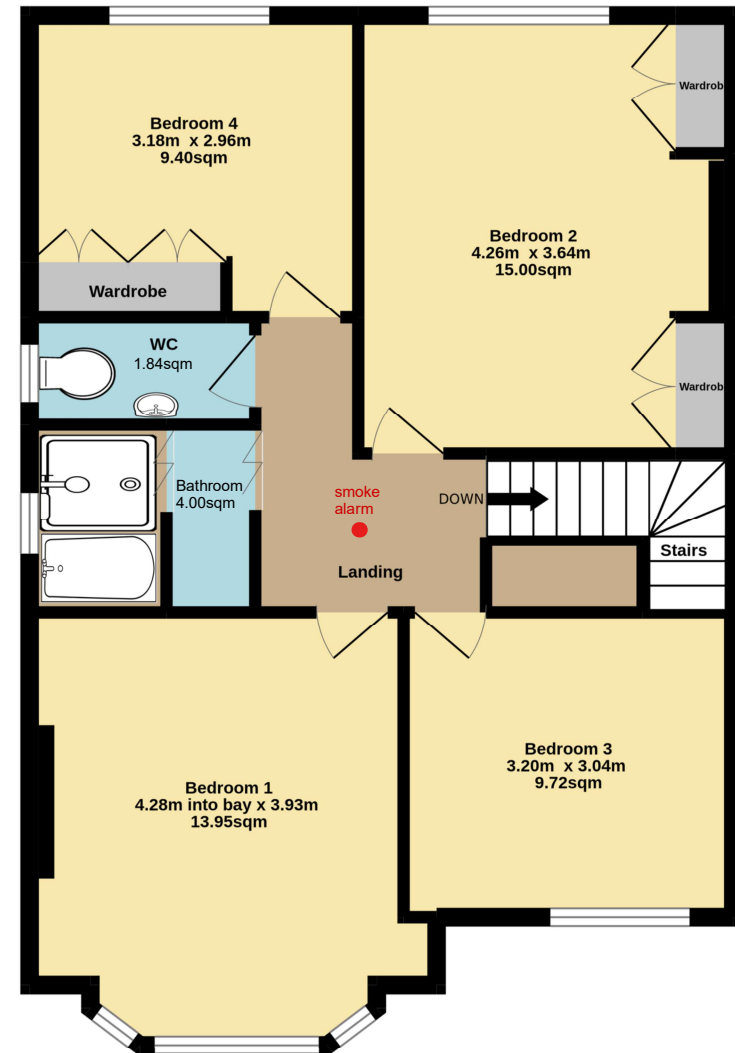 Bedroom 4
3.18m x 2.96m
9.40sqm
Wardrob
Bedroom 2
4.26m x 3.64m
15.00sqm
Wardrobe
WC
1.84sqm
Wardrob
Bathroom
4.00sqm
smoke
alarm
DOWN
Stairs
Landing
Bedroom 3
3.20m x 3.04m
9.72sqm
Bedroom 1
4.28m into bay x 3.93m
13.95sqm